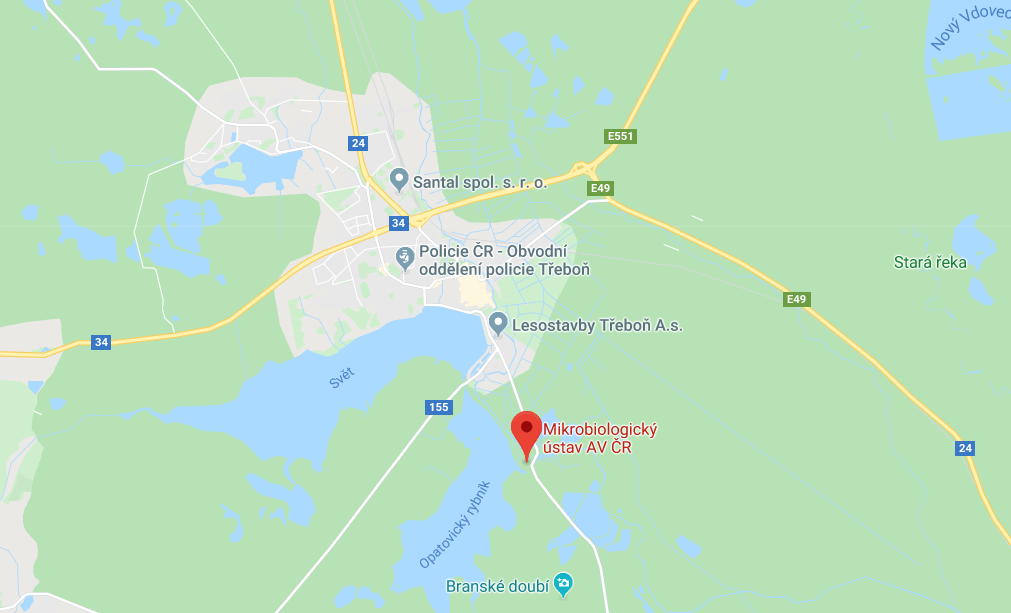 Nový Vdovec
E551
24
Santal spol. s. r. o.
E49
34
Policie ČR - Obvodní
oddělení policie Třeboň
Stará řeka
E49
Lesostavby Třeboň A.s.
34
Svět
155
Mikrobiologický
ústav AV ČR
24
Opatovický rybník
Branské doubí